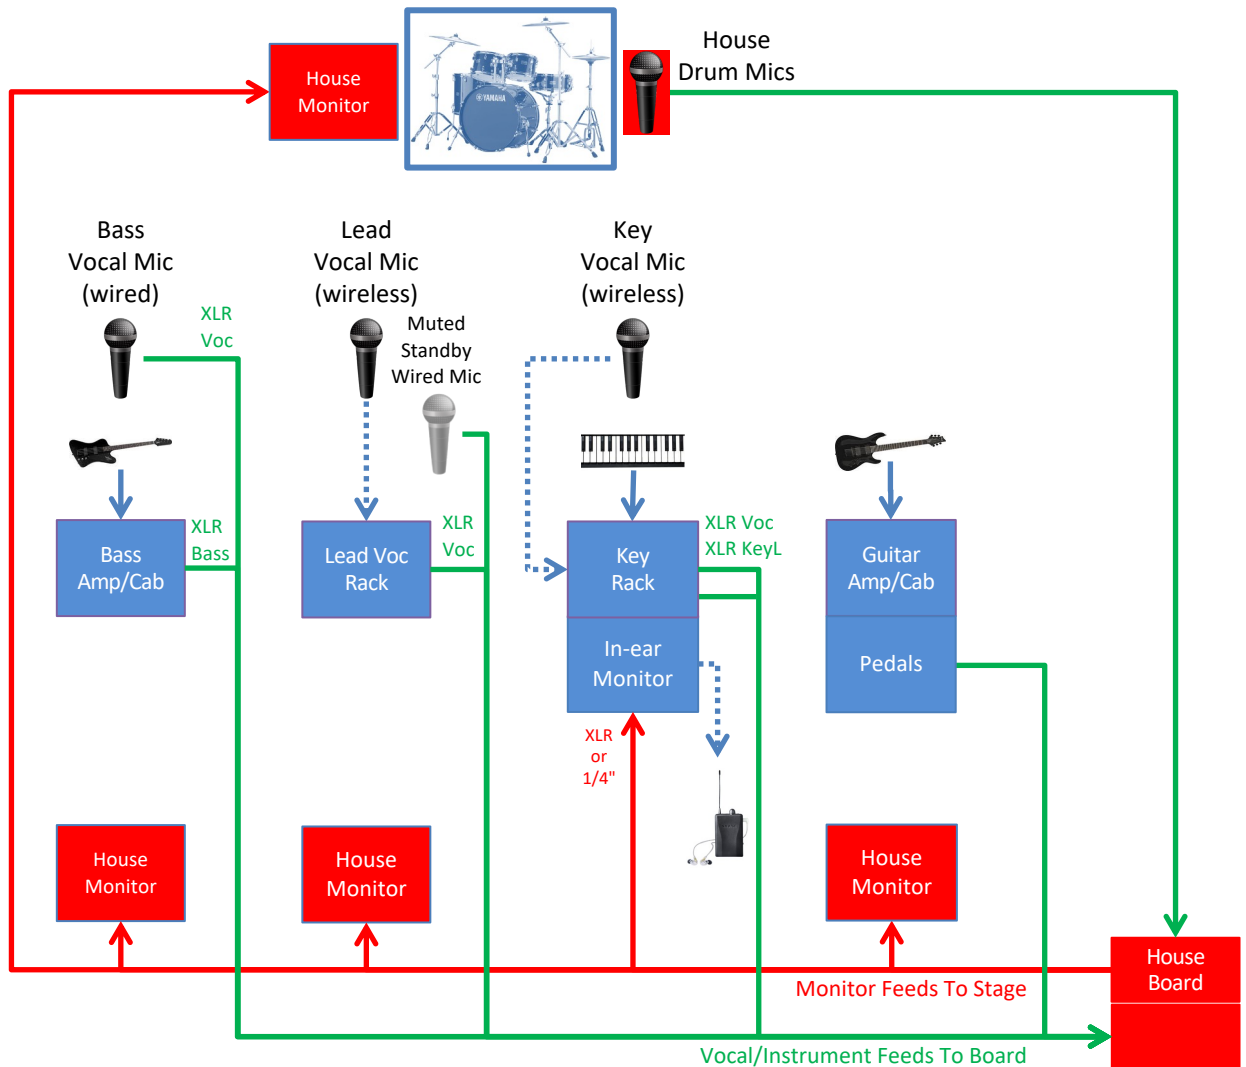 House
Drum Mics
House
Monitor
YAMAHA
Bass
Vocal Mic
(wired)
Lead
Vocal Mic
(wireless)
Key
Vocal Mic
(wireless)
XLR
Voc
Muted
Standby
Wired Mic
XLR
Bass
Bass
Amp/Cab
Lead Voc
Rack
XLR
Voc
Key
Rack
XLR Voc
XLR KeyL
Guitar
Amp/Cab
In-ear
Monitor
Pedals
XLR
or
1/4"
House
Monitor
House
Monitor
House
Monitor
House
Board
Monitor Feeds To Stage
Vocal/Instrument Feeds To Board